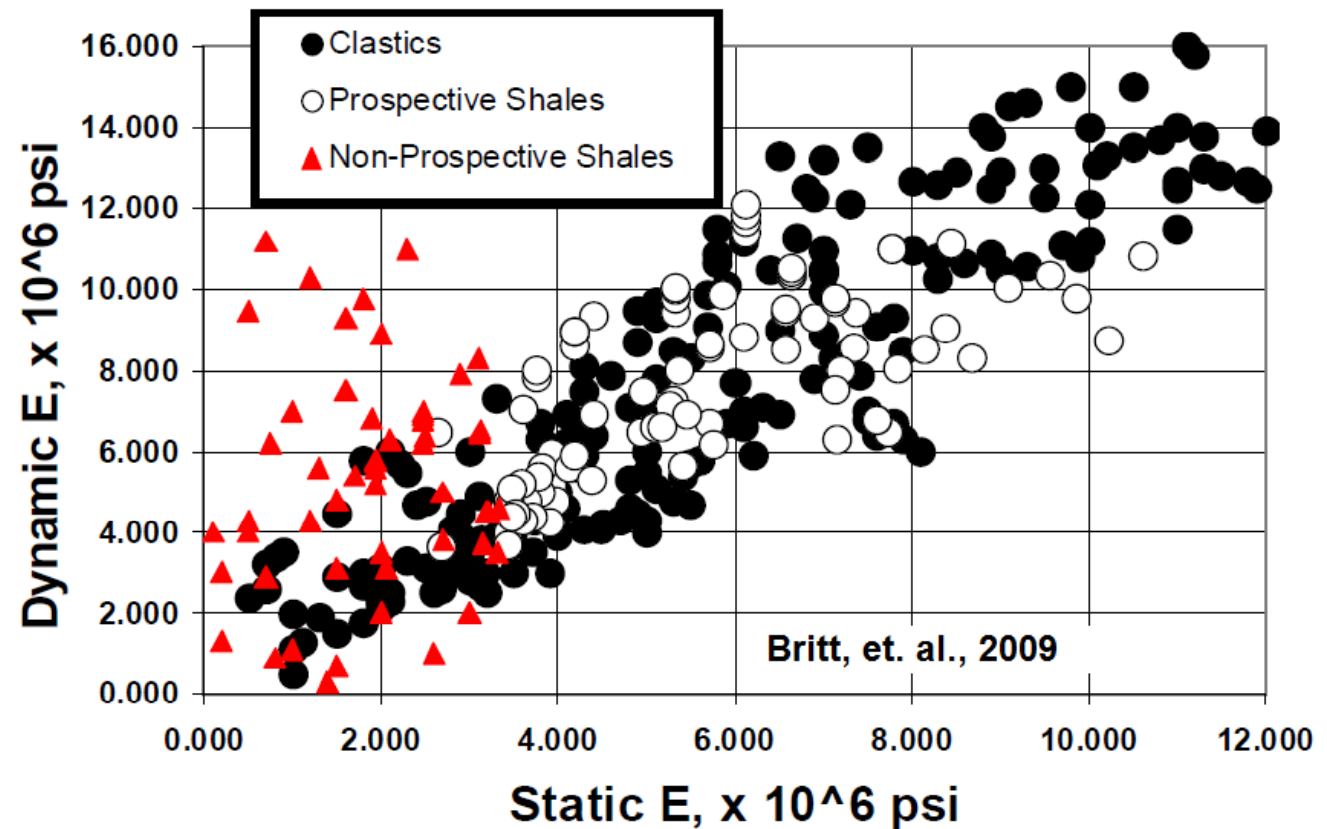 Clastics
Prospective Shales
Non-Prospective Shales
Dynamic E, x 10^6 psi
16.000
14.000
12.000
10.000
8.000
6.000
4.000
2.000
0.000
Britt, et. al., 2009
0.000 2.000 4.000 6.000 8.000 10.000 12.000
Static E, x 10^6 psi